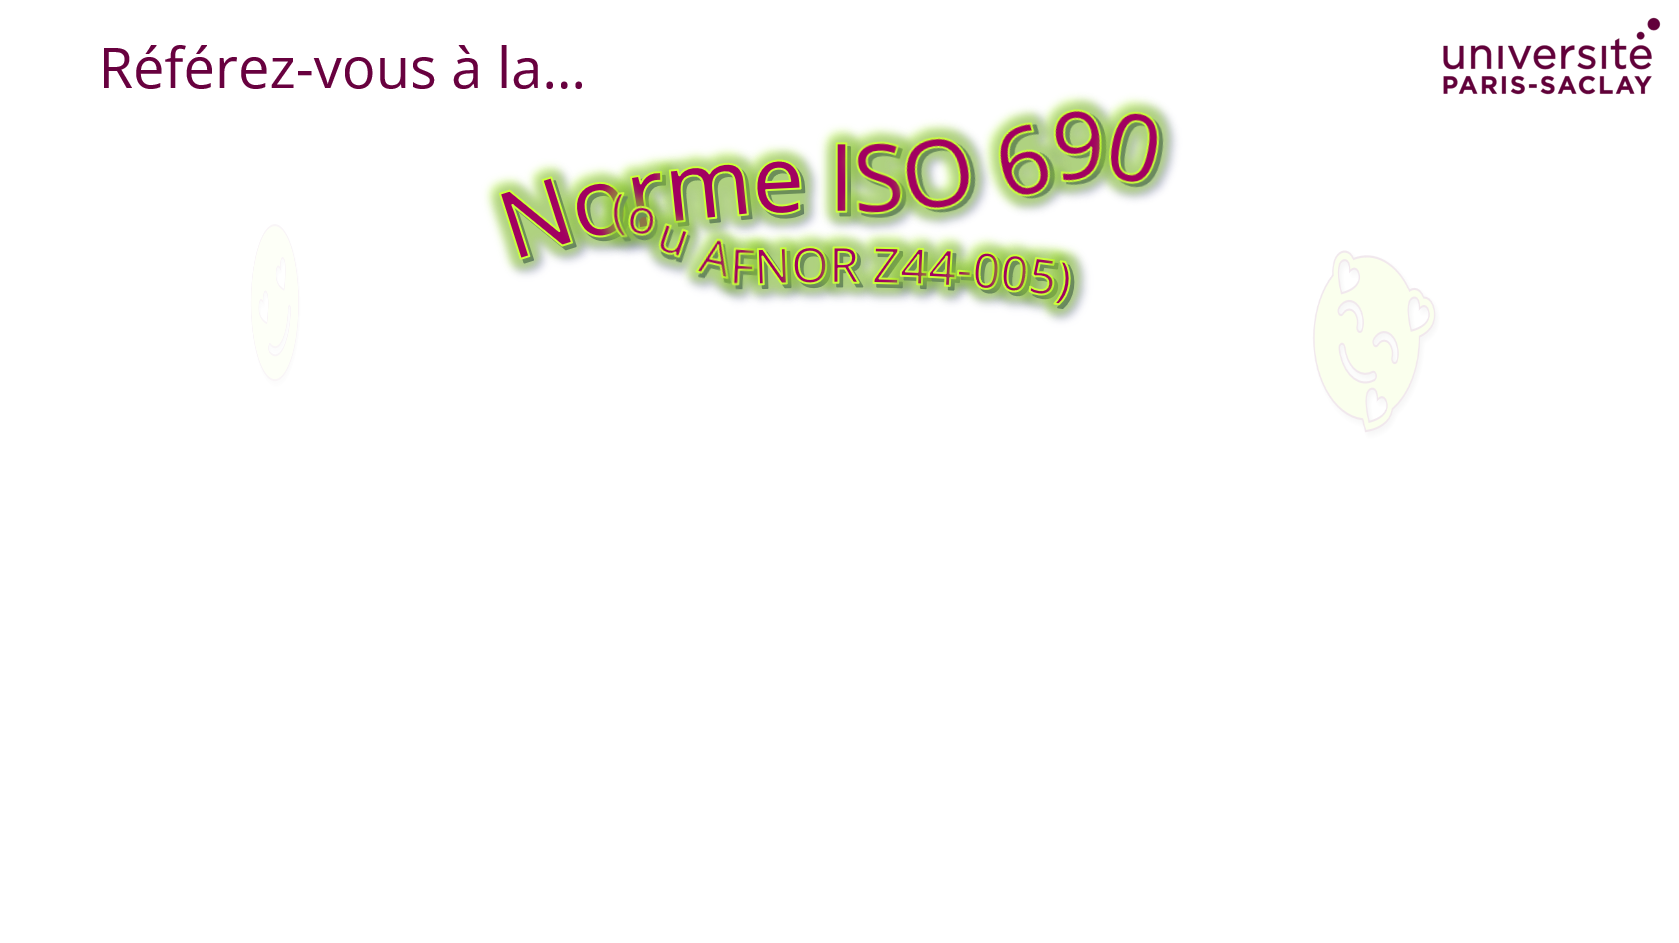 Référez-vous à la…
université
PARIS-SACLAY
Norme ISO 690
(ou AFNOR Z44-005)